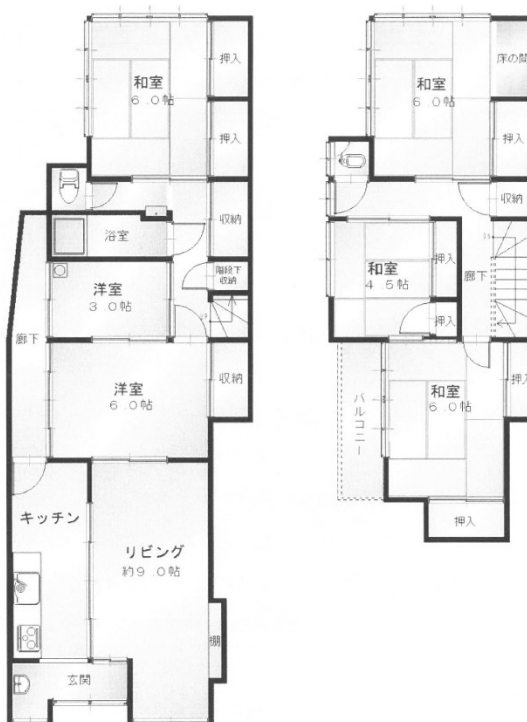 和室
6.0帖
押入
押入
収納
浴室
階段下
収納
洋室
3.0帖
廊下
洋室
6.0帖
収納
キッチン
リビング
約9.0帖
棚
玄関
和室
6.0帖
床の間
押入
収納
和室
4.5帖
押入
押入
廊下
和室
6.0帖
押入
バルコニー
押入